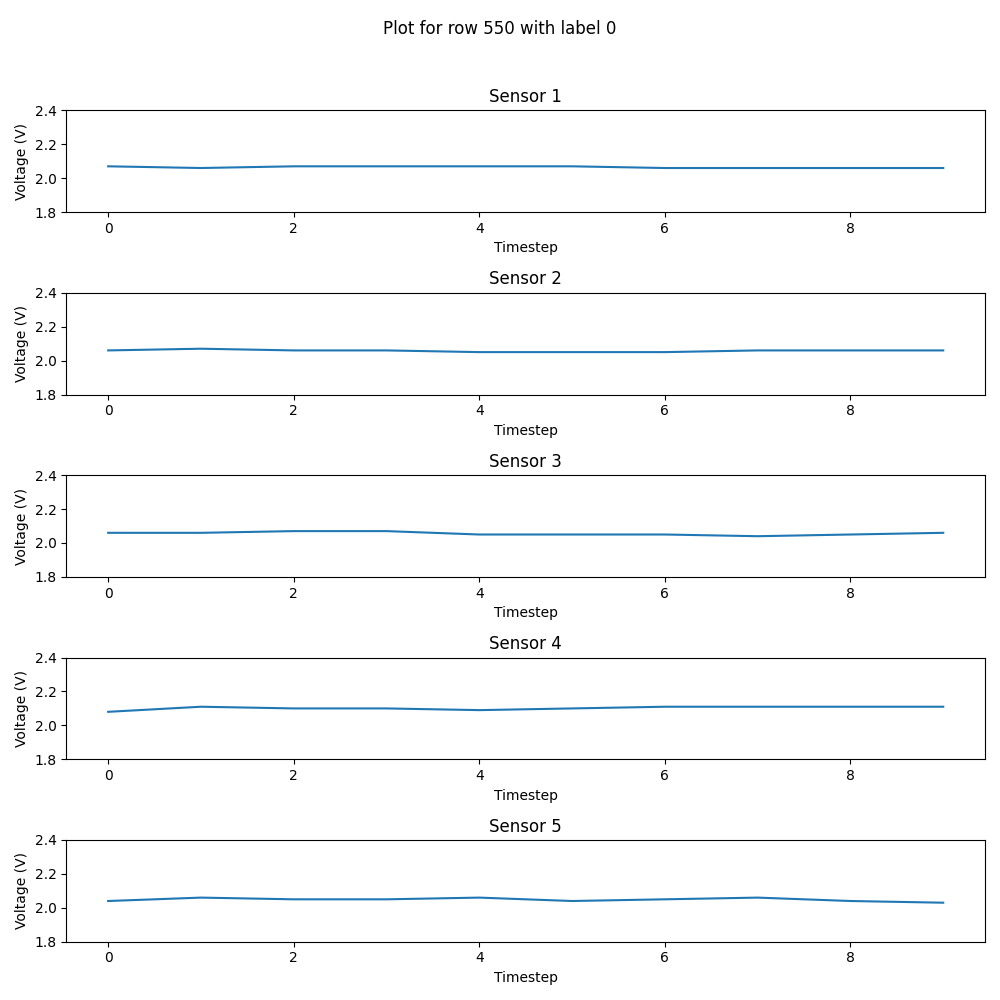 Plot for row 550 with label 0
Sensor 1
Voltage (V)
2.4
2.2
2.0
1.8
0 2 4 6 8
Timestep
Sensor 2
Voltage (V)
2.4
2.2
2.0
1.8
0 2 4 6 8
Timestep
Sensor 3
Voltage (V)
2.4
2.2
2.0
1.8
0 2 4 6 8
Timestep
Sensor 4
Voltage (V)
2.4
2.2
2.0
1.8
0 2 4 6 8
Timestep
Sensor 5
Voltage (V)
2.4
2.2
2.0
1.8
0 2 4 6 8
Timestep